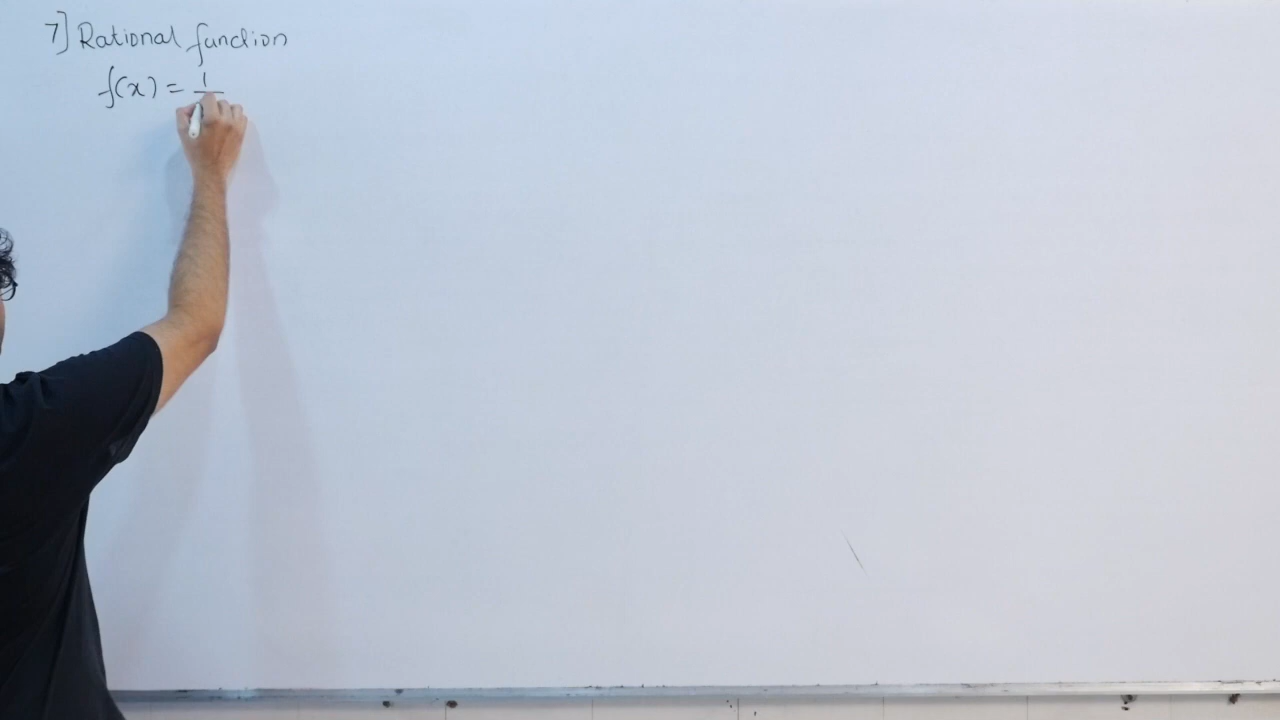 7] Rational function
f(x) = 1/